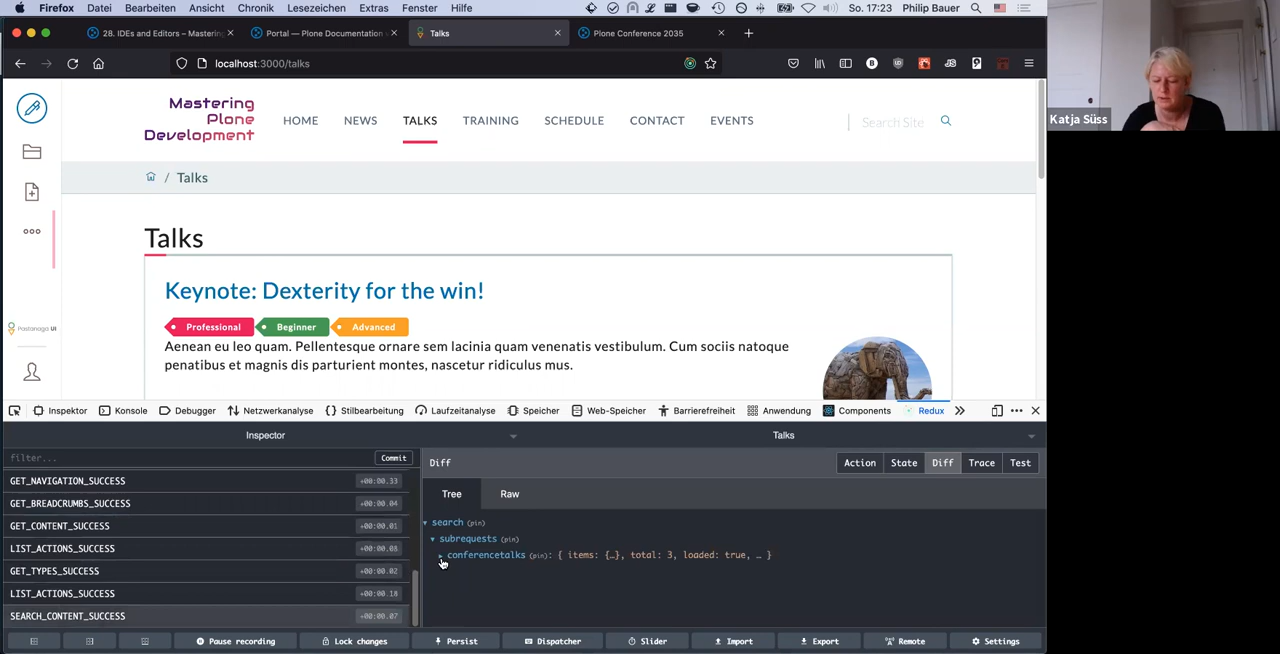 Firefox Datei Bearbeiten Ansicht Chronik Lesezeichen Extras Fenster Hilfe So. 17:23 Philip Bauer
28. IDEs and Editors – Mastering Portal — Plone Documentation Talks Plone Conference 2035
localhost:3000/talks
Mastering
Plone
Development
HOME NEWS TALKS TRAINING SCHEDULE CONTACT EVENTS Search Site
Katja Süss
/ Talks
Talks
Keynote: Dexterity for the win!
Professional Beginner Advanced
Aenean eu leo quam. Pellentesque ornare sem lacinia quam venenatis vestibulum. Cum sociis natoque
penatibus et magnis dis parturient montes, nascetur ridiculus mus.
Pastanaga UI
Inspektor Konsole Debugger Netzwerkanalyse Stilbearbeitung Laufzeitanalyse Speicher Web-Speicher Barrierefreiheit Anwendung Components Redux
Inspector Talks
filter... Commit
Diff Action State Diff Trace Test
Tree Raw
GET_NAVIGATION_SUCCESS +00:00.33
GET_BREADCRUMBS_SUCCESS +00:00.04
GET_CONTENT_SUCCESS +00:00.01
LIST_ACTIONS_SUCCESS +00:00.08
GET_TYPES_SUCCESS +00:00.02
LIST_ACTIONS_SUCCESS +00:00.18
SEARCH_CONTENT_SUCCESS +00:00.07
search (pin)
subrequests (pin)
conferencetalks (pin): { items: {…}, total: 3, loaded: true, … }
Pause recording Lock changes Persist Dispatcher Slider Import Export Remote Settings